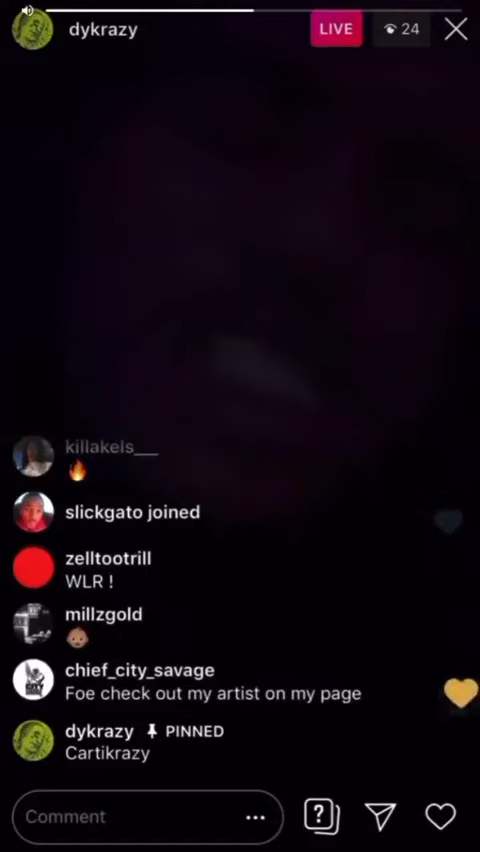 dykrazy
LIVE
24
killakels___
🔥
slickgato joined
zelltootrill
WLR !
millzgold
👶🏽
chief_city_savage
Foe check out my artist on my page
dykrazy PINNED
Cartikrazy
Comment